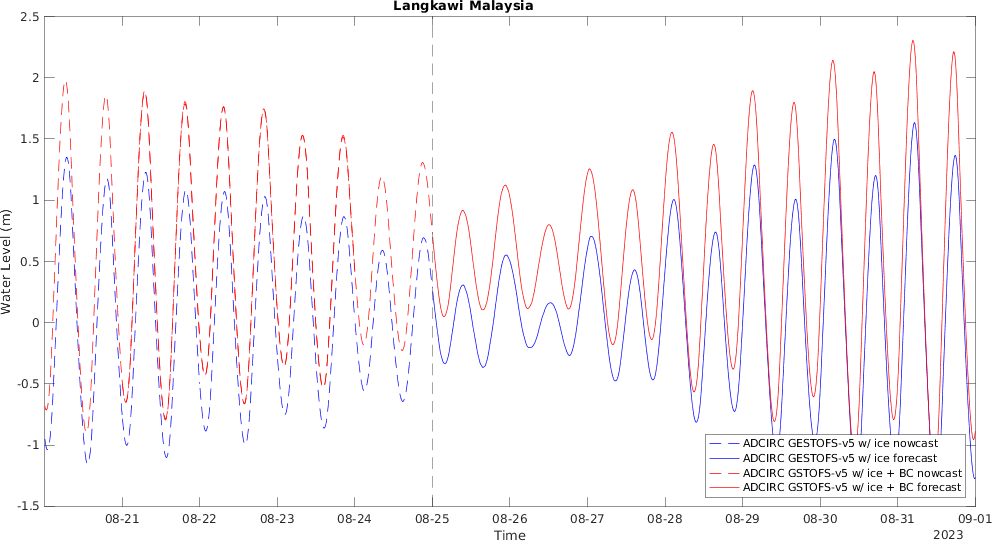 Langkawi Malaysia
2.5
2
1.5
1
0.5
0
-0.5
-1
-1.5
Water Level (m)
ADCIRC GESTOFS-v5 w/ ice nowcast
ADCIRC GESTOFS-v5 w/ ice forecast
ADCIRC GSTOFS-v5 w/ ice + BC nowcast
ADCIRC GSTOFS-v5 w/ ice + BC forecast
08-21 08-22 08-23 08-24 08-25 08-26 08-27 08-28 08-29 08-30 08-31 09-01
Time
2023